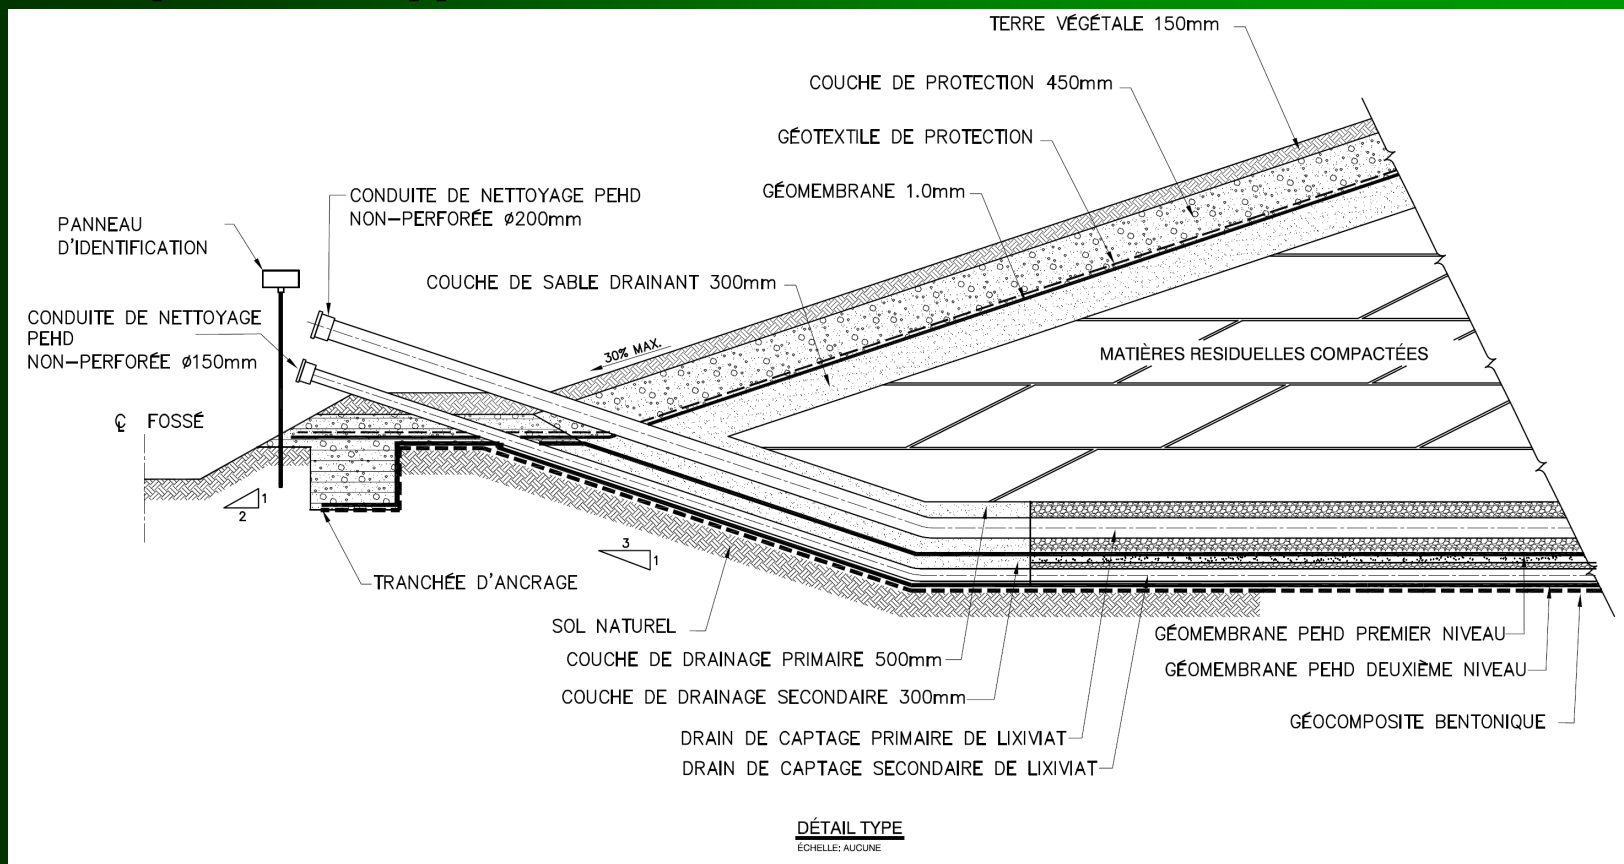 TERRE VÉGÉTALE 150mm
COUCHE DE PROTECTION 450mm
GÉOTEXTILE DE PROTECTION
GÉOMEMBRANE 1.0mm
CONDUITE DE NETTOYAGE PEHD
NON-PERFORÉE ø200mm
PANNEAU
D'IDENTIFICATION
COUCHE DE SABLE DRAINANT 300mm
CONDUITE DE NETTOYAGE
PEHD
NON-PERFORÉE ø150mm
30% MAX.
MATIÈRES RESIDUELLES COMPACTÉES
℄ FOSSÉ
1
2
3
1
TRANCHÉE D'ANCRAGE
SOL NATUREL
COUCHE DE DRAINAGE PRIMAIRE 500mm
COUCHE DE DRAINAGE SECONDAIRE 300mm
DRAIN DE CAPTAGE PRIMAIRE DE LIXIVIAT
DRAIN DE CAPTAGE SECONDAIRE DE LIXIVIAT
GÉOMEMBRANE PEHD PREMIER NIVEAU
GÉOMEMBRANE PEHD DEUXIÈME NIVEAU
GÉOCOMPOSITE BENTONIQUE
DÉTAIL TYPE
ÉCHELLE: AUCUNE